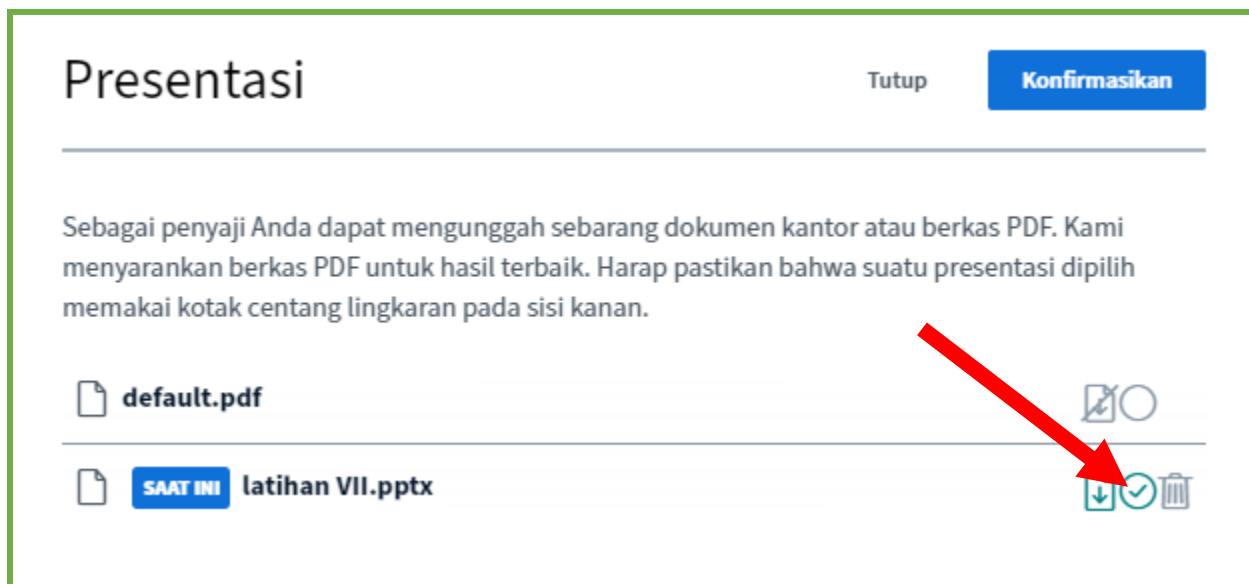 Presentasi
Tutup
Konfirmasikan
Sebagai penyaji Anda dapat mengunggah sebarang dokumen kantor atau berkas PDF. Kami
menyarankan berkas PDF untuk hasil terbaik. Harap pastikan bahwa suatu presentasi dipilih
memakai kotak centang lingkaran pada sisi kanan.
default.pdf
SAAT INI latihan VII.pptx